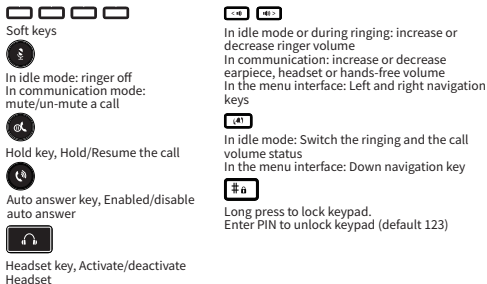 Soft keys
In idle mode: ringer off
In communication mode:
mute/un-mute a call
Hold key, Hold/Resume the call
Auto answer key, Enabled/disable
auto answer
Headset key, Activate/deactivate
Headset
In idle mode or during ringing: increase or
decrease ringer volume
In communication: increase or decrease
earpiece, headset or hands-free volume
In the menu interface: Left and right navigation
keys
In idle mode: Switch the ringing and the call
volume status
In the menu interface: Down navigation key
#
Long press to lock keypad.
Enter PIN to unlock keypad (default 123)